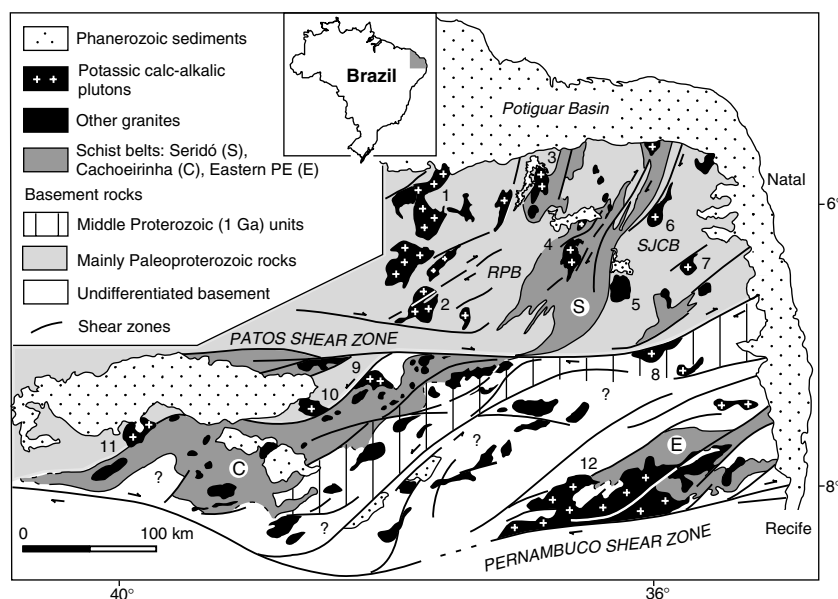 Phanerozoic sediments
Potassic calc-alkalic
plutons
Other granites
Schist belts: Seridó (S),
Cachoeirinha (C), Eastern PE (E)
Basement rocks
Middle Proterozoic (1 Ga) units
Mainly Paleoproterozoic rocks
Undifferentiated basement
Shear zones
Brazil
Potiguar Basin
Natal
3
1
6°
6
4
SJCB
RPB
7
2
S
5
PATOS SHEAR ZONE
9
8
10
?
11
?
E
C
12
?
?
8°
0
100 km
Recife
PERNAMBUCO SHEAR ZONE
40°
36°